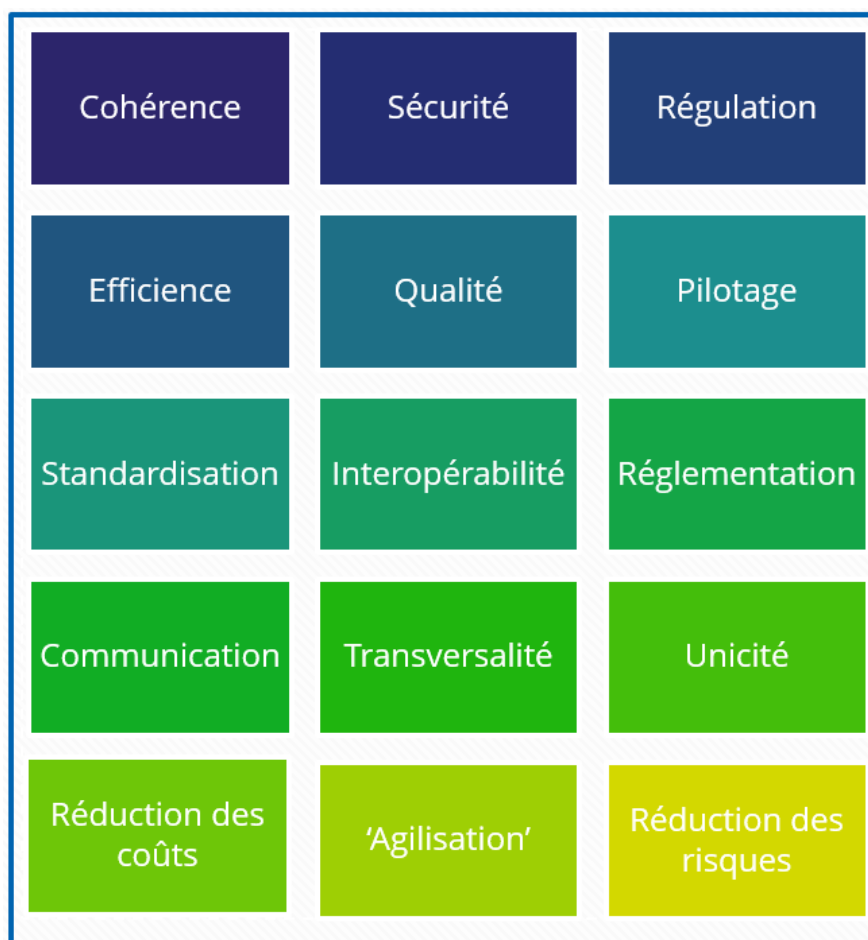 Cohérence
Sécurité
Régulation
Efficience
Qualité
Pilotage
Standardisation
Interopérabilité
Réglementation
Communication
Transversalité
Unicité
Réduction des
coûts
‘Agilisation’
Réduction des
risques